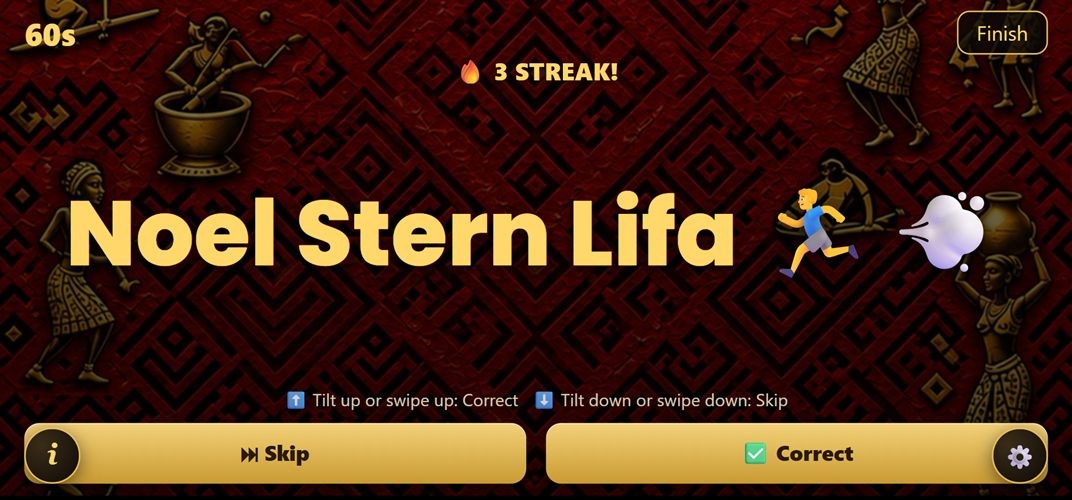 60s
Finish
🔥 3 STREAK!
Noel Stern Lifa 🏃💨
⬆️ Tilt up or swipe up: Correct ⬇️ Tilt down or swipe down: Skip
i
⏭ Skip
✅ Correct